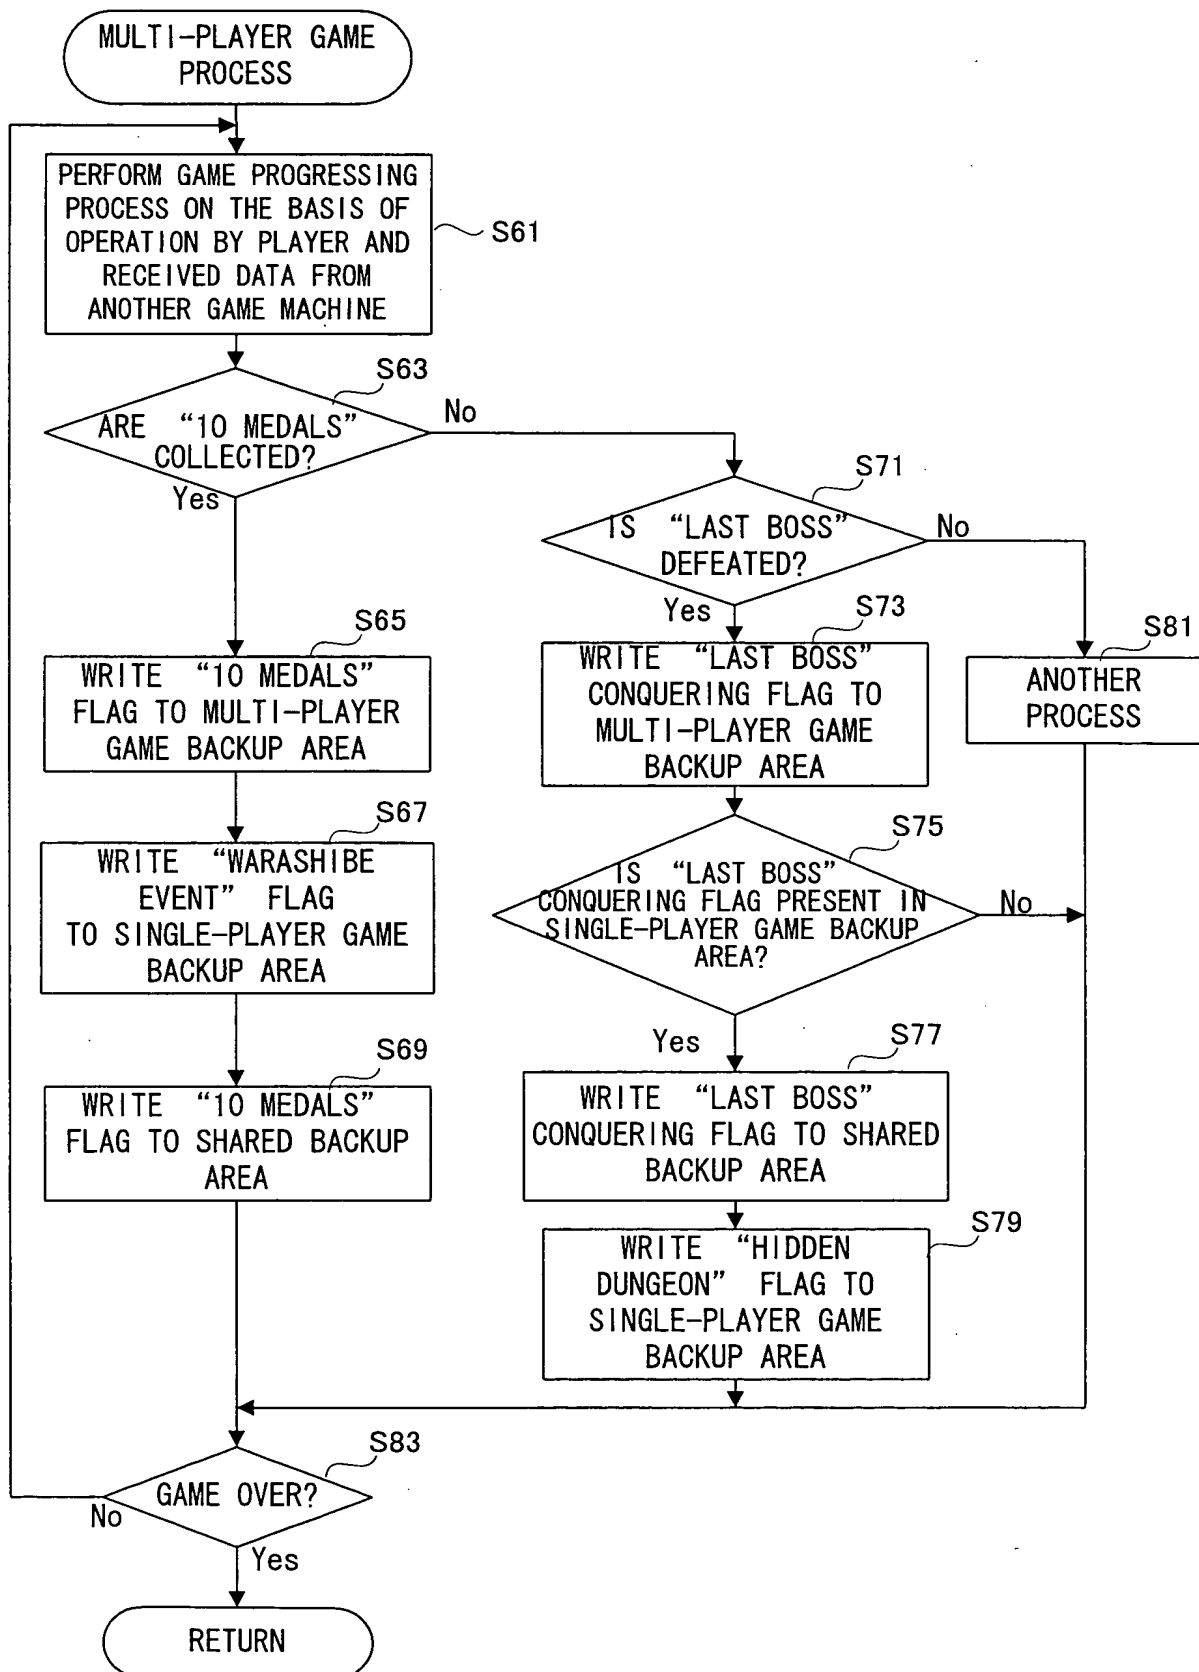 MULTI-PLAYER GAME
PROCESS
PERFORM GAME PROGRESSING
PROCESS ON THE BASIS OF
OPERATION BY PLAYER AND
RECEIVED DATA FROM
ANOTHER GAME MACHINE
S61
S63
ARE “10 MEDALS”
COLLECTED?
No
Yes
S71
IS “LAST BOSS”
DEFEATED?
No
Yes
S65
WRITE “10 MEDALS”
FLAG TO MULTI-PLAYER
GAME BACKUP AREA
S73
WRITE “LAST BOSS”
CONQUERING FLAG TO
MULTI-PLAYER GAME
BACKUP AREA
S81
ANOTHER
PROCESS
S67
WRITE “WARASHIBE
EVENT” FLAG
TO SINGLE-PLAYER GAME
BACKUP AREA
S75
IS “LAST BOSS”
CONQUERING FLAG PRESENT IN
SINGLE-PLAYER GAME BACKUP
AREA?
No
Yes
S69
WRITE “10 MEDALS”
FLAG TO SHARED BACKUP
AREA
S77
WRITE “LAST BOSS”
CONQUERING FLAG TO SHARED
BACKUP AREA
S79
WRITE “HIDDEN
DUNGEON” FLAG TO
SINGLE-PLAYER GAME
BACKUP AREA
S83
GAME OVER?
No
Yes
RETURN